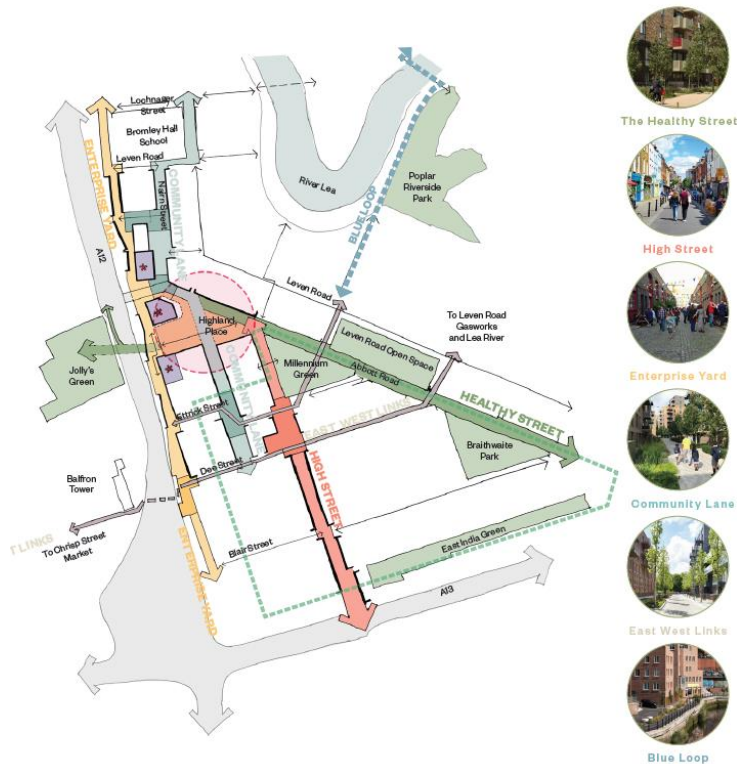 Lochnagar
Street
Bromley Hall
School
Leven Road
Nairn Street
ENTERPRISE YARD
COMMUNITY LANE
A12
River Lea
BLUE LOOP
Poplar
Riverside
Park
Leven Road
Highland
Place
To Leven Road
Gasworks
and Lea River
Leven Road Open Space
Abbott Road
Millennium
Green
Jolly's
Green
COMMUNITY LANE
Ettrick Street
EAST WEST LINKS
HEALTHY STREET
Braithwaite
Park
Dee Street
HIGH STREET
Balfron
Tower
T LINKS
To Chrisp Street
Market
ENTERPRISE YARD
Blair Street
East India Green
A13
The Healthy Street
High Street
Enterprise Yard
Community Lane
East West Links
Blue Loop